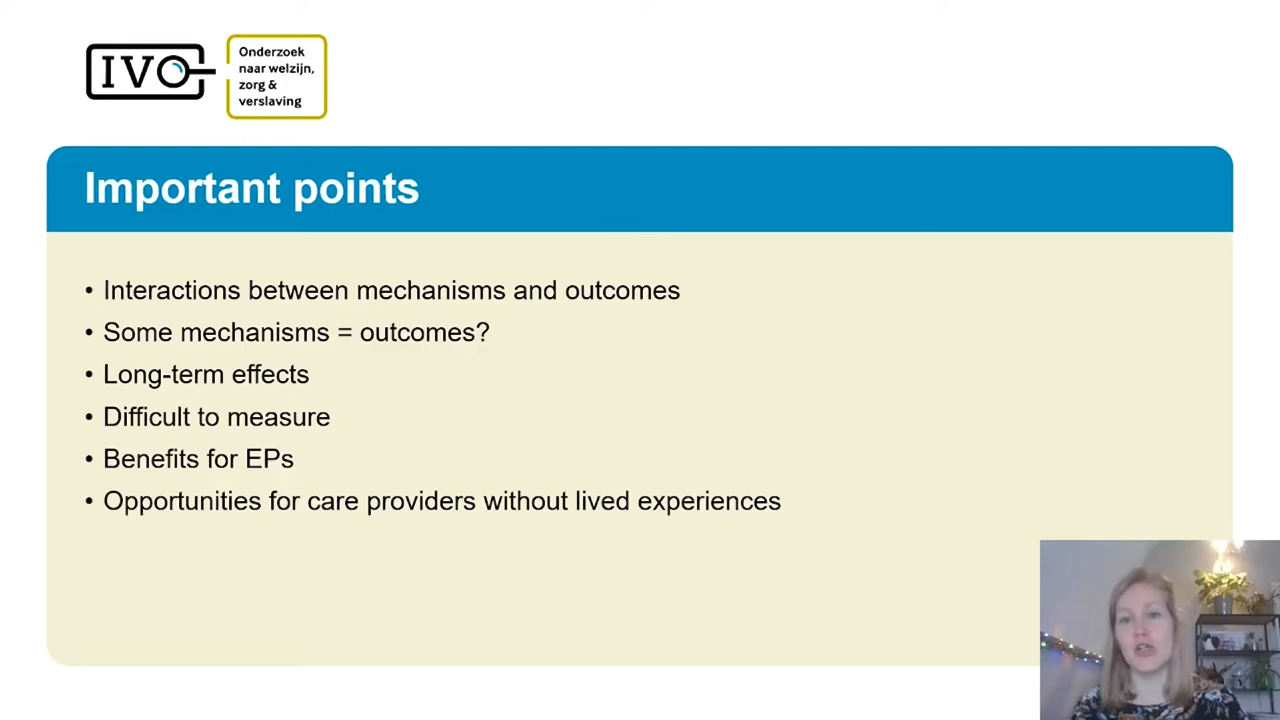 IVO
Onderzoek
naar welzijn,
zorg &
verslaving
Important points
• Interactions between mechanisms and outcomes
• Some mechanisms = outcomes?
• Long-term effects
• Difficult to measure
• Benefits for EPs
• Opportunities for care providers without lived experiences